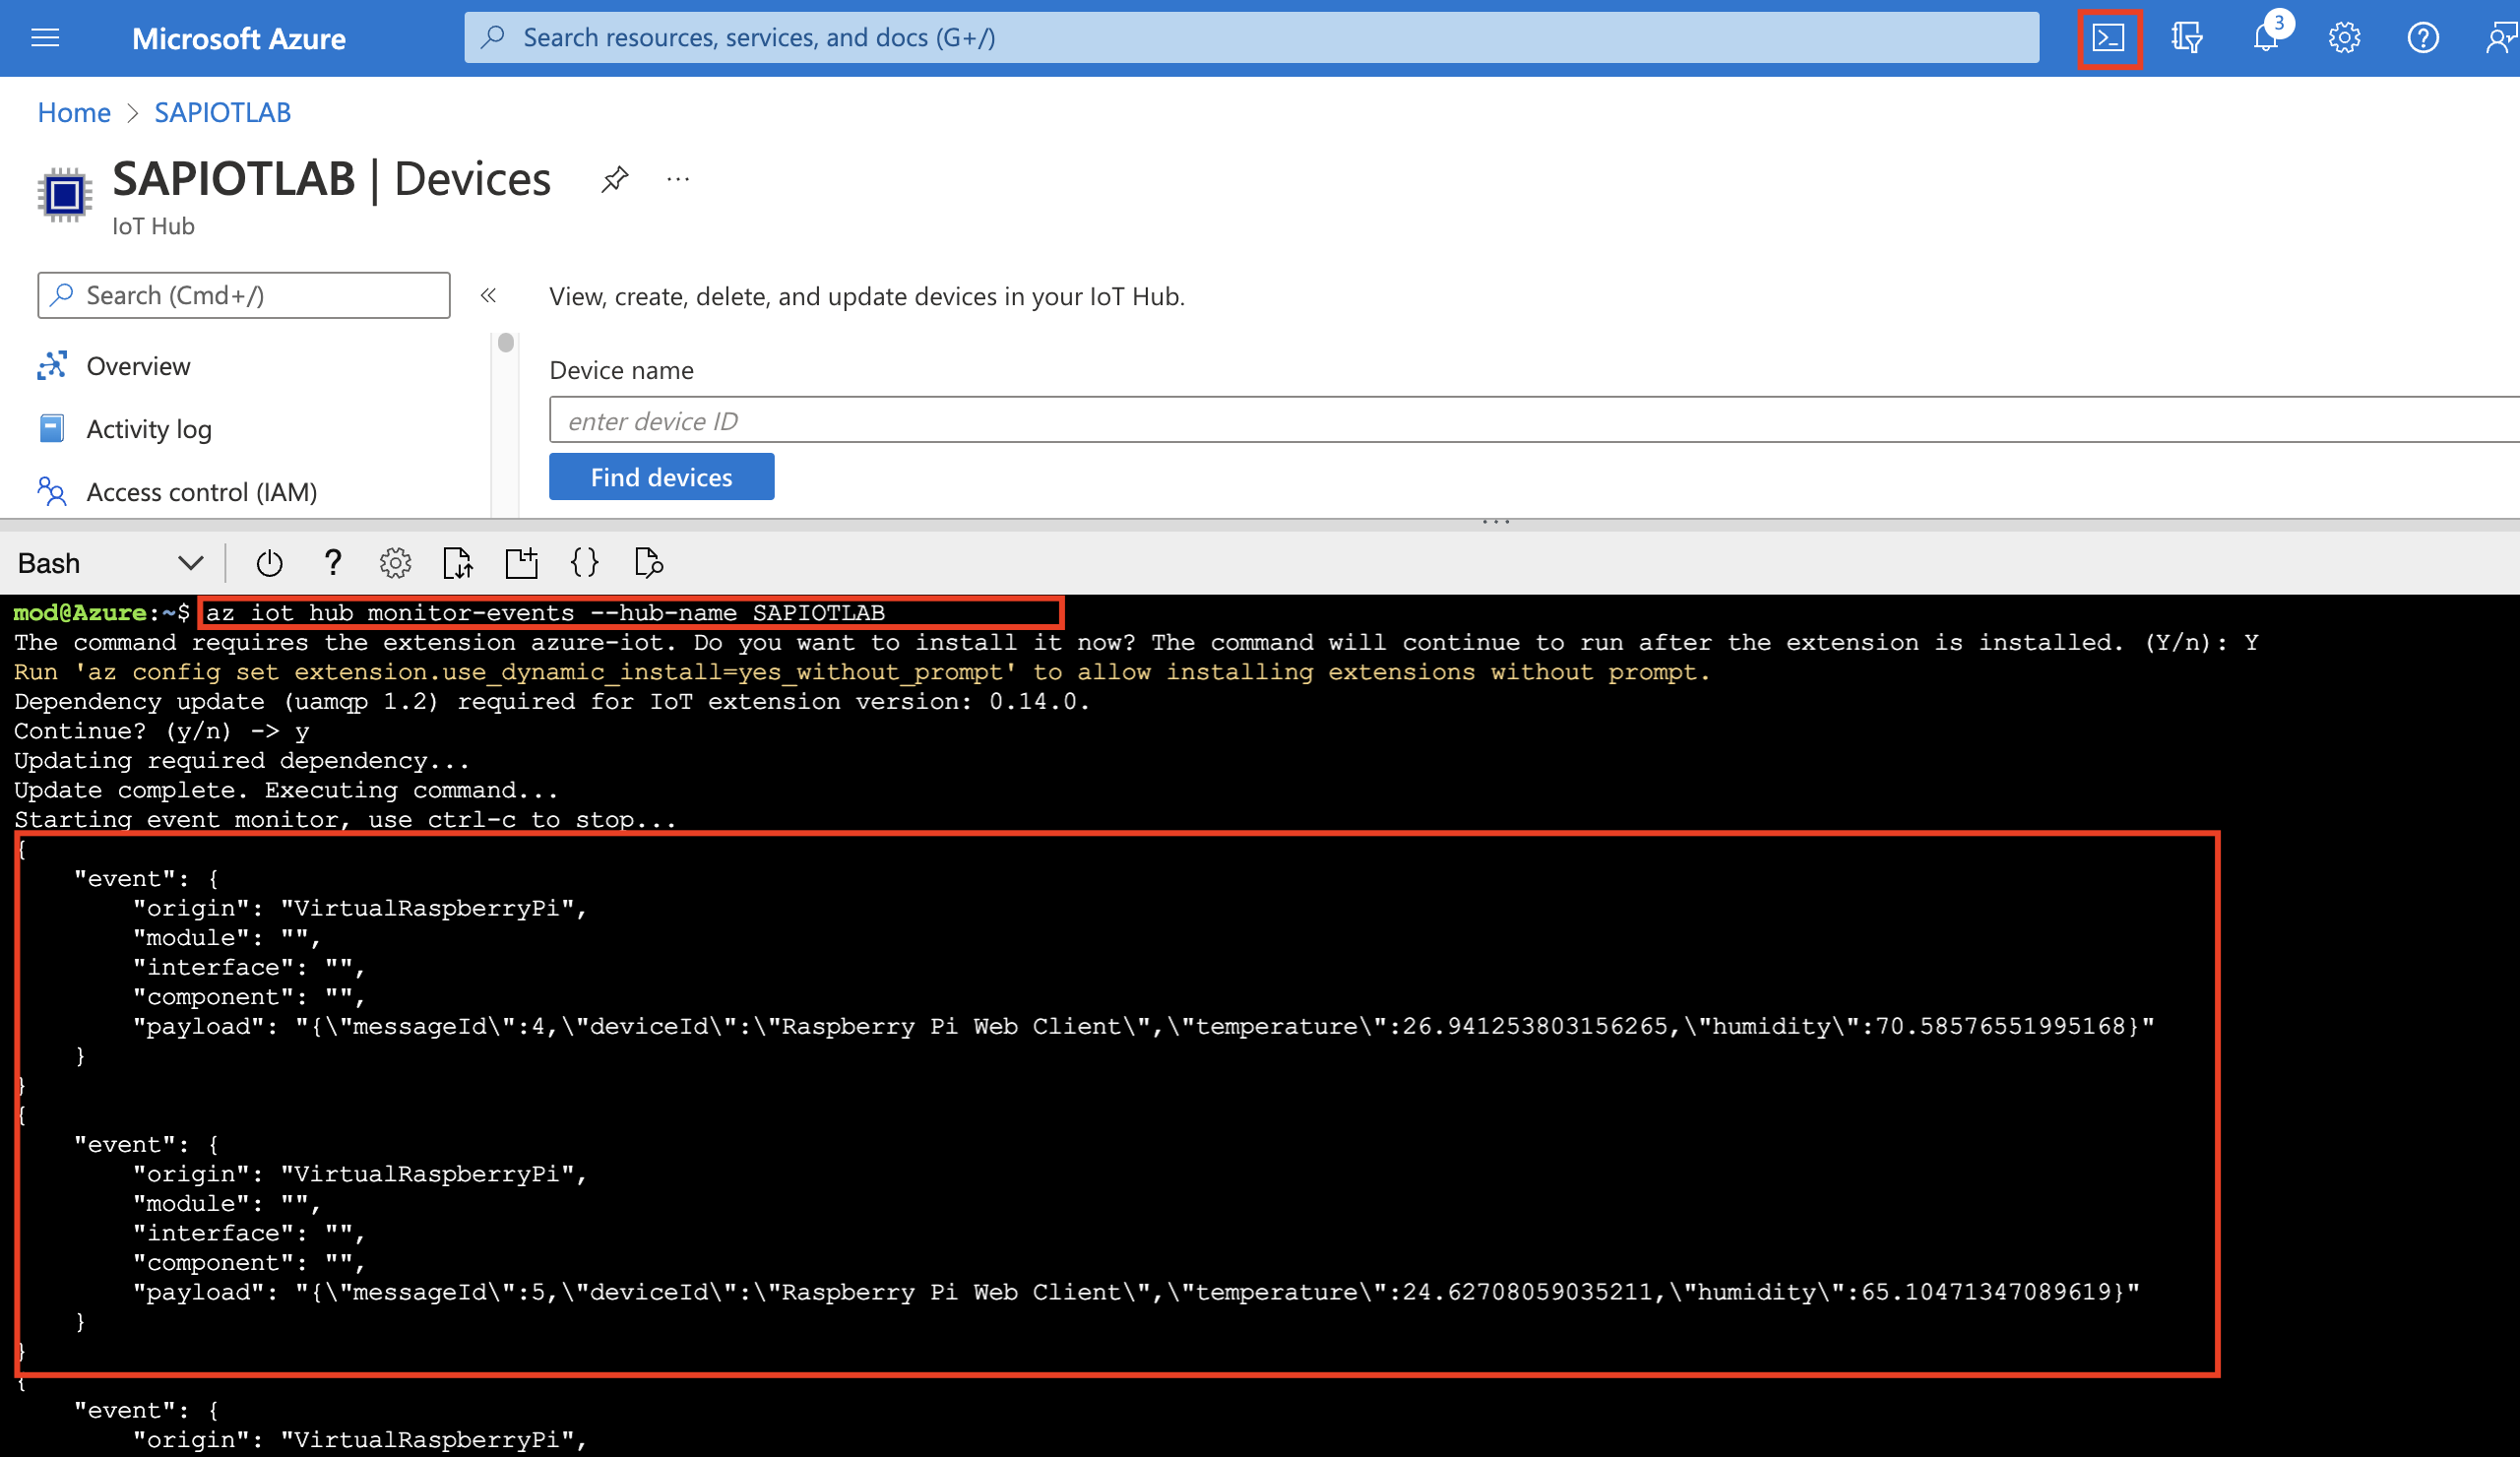 Microsoft Azure
Search resources, services, and docs (G+/)
3
Home > SAPIOTLAB
SAPIOTLAB | Devices
IoT Hub
Search (Cmd+/)
View, create, delete, and update devices in your IoT Hub.
Overview
Device name
enter device ID
Activity log
Find devices
Access control (IAM)
Bash
mod@Azure:~$ az iot hub monitor-events --hub-name SAPIOTLAB
The command requires the extension azure-iot. Do you want to install it now? The command will continue to run after the extension is installed. (Y/n): Y
Run 'az config set extension.use_dynamic_install=yes_without_prompt' to allow installing extensions without prompt.
Dependency update (uamqp 1.2) required for IoT extension version: 0.14.0.
Continue? (y/n) -> y
Updating required dependency...
Update complete. Executing command...
Starting event monitor, use ctrl-c to stop...
{
    "event": {
        "origin": "VirtualRaspberryPi",
        "module": "",
        "interface": "",
        "component": "",
        "payload": "{\"messageId\":4,\"deviceId\":\"Raspberry Pi Web Client\",\"temperature\":26.941253803156265,\"humidity\":70.58576551995168}"
    }
}
{
    "event": {
        "origin": "VirtualRaspberryPi",
        "module": "",
        "interface": "",
        "component": "",
        "payload": "{\"messageId\":5,\"deviceId\":\"Raspberry Pi Web Client\",\"temperature\":24.62708059035211,\"humidity\":65.10471347089619}"
    }
}
{
    "event": {
        "origin": "VirtualRaspberryPi",